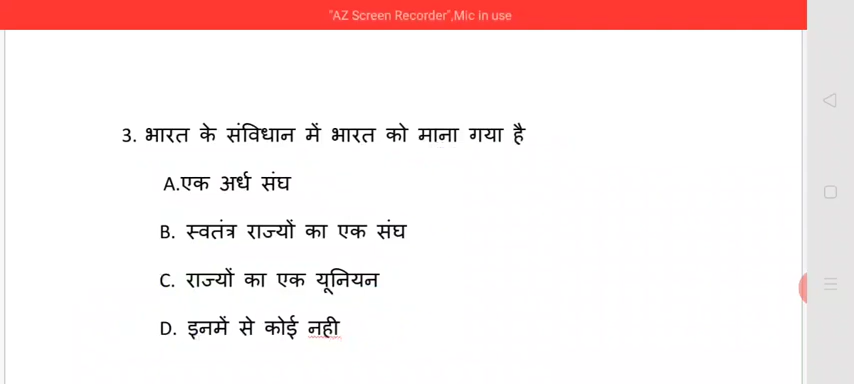 "AZ Screen Recorder",Mic in use
3. भारत के संविधान में भारत को माना गया है
A.एक अर्ध संघ
B. स्वतंत्र राज्यों का एक संघ
C. राज्यों का एक यूनियन
D. इनमें से कोई नही